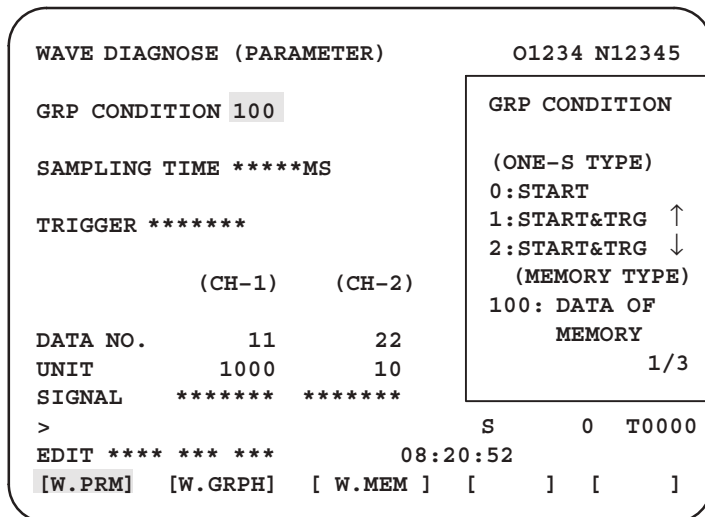 WAVE DIAGNOSE (PARAMETER) O1234 N12345
GRP CONDITION 100
SAMPLING TIME *****MS
TRIGGER *******
(CH–1) (CH–2)
DATA NO. 11 22
UNIT 1000 10
SIGNAL ******* *******
GRP CONDITION
(ONE–S TYPE)
0:START
1:START&TRG ↑
2:START&TRG ↓
(MEMORY TYPE)
100: DATA OF
MEMORY
1/3
> S 0 T0000
EDIT **** *** *** 08:20:52
[W.PRM] [W.GRPH] [ W.MEM ] [ ] [ ]